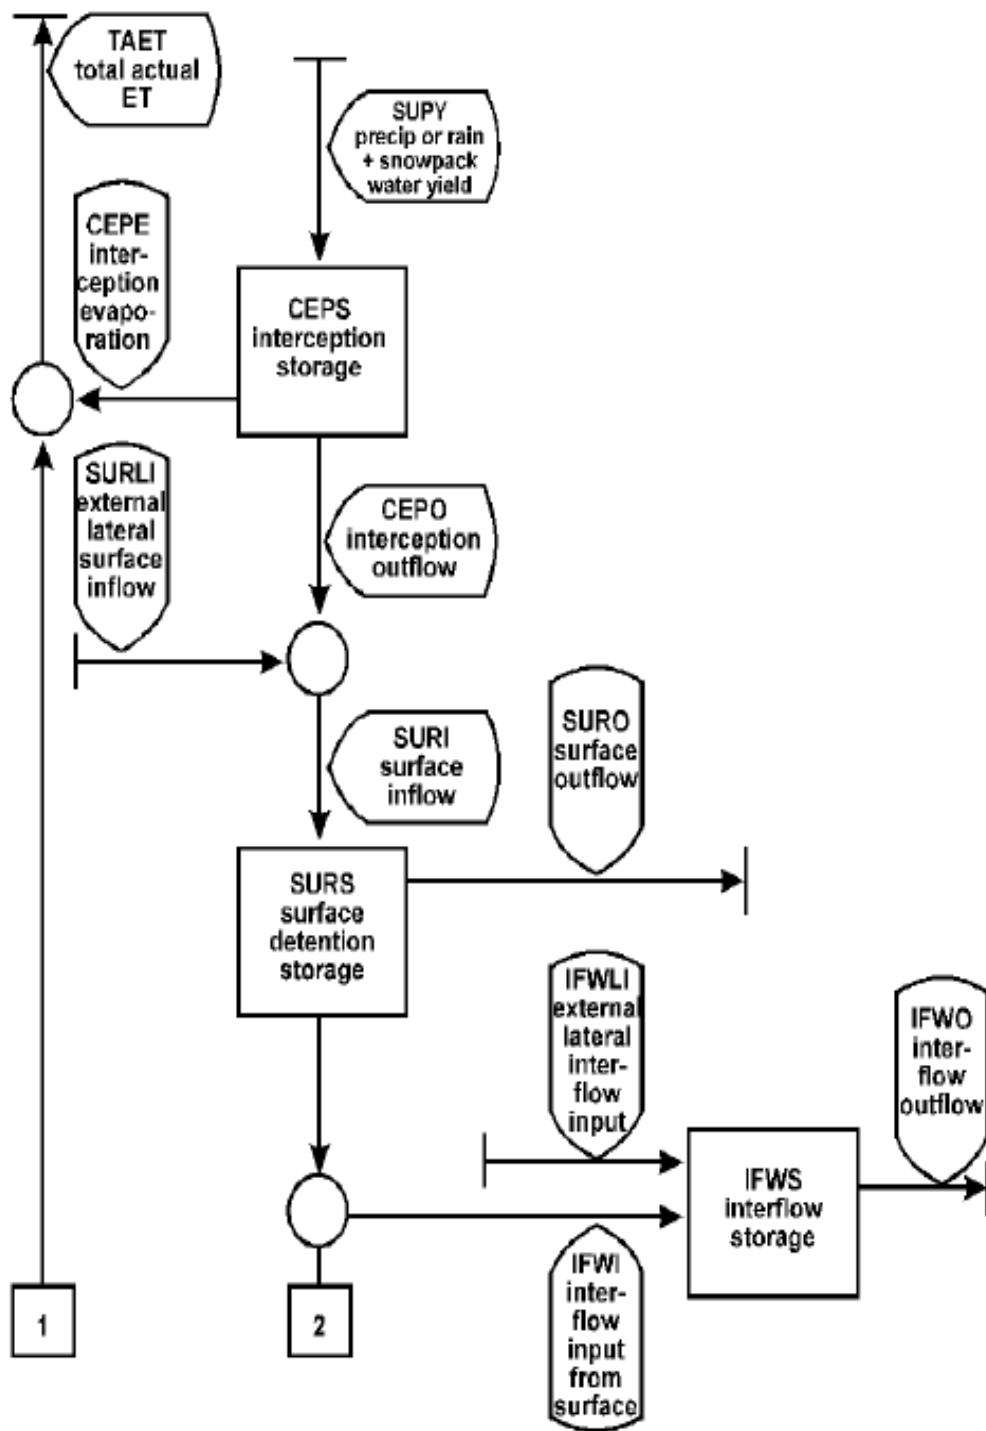 TAET
total actual
ET
SUPY
precip or rain
+ snowpack
water yield
CEPE
inter-
ception
evapo-
ration
CEPS
interception
storage
SURLI
external
lateral
surface
inflow
CEPO
interception
outflow
SURI
surface
inflow
SURO
surface
outflow
SURS
surface
detention
storage
IFWLI
external
lateral
inter-
flow
input
IFWO
inter-
flow
outflow
IFWS
interflow
storage
IFWI
inter-
flow
input
from
surface
1
2